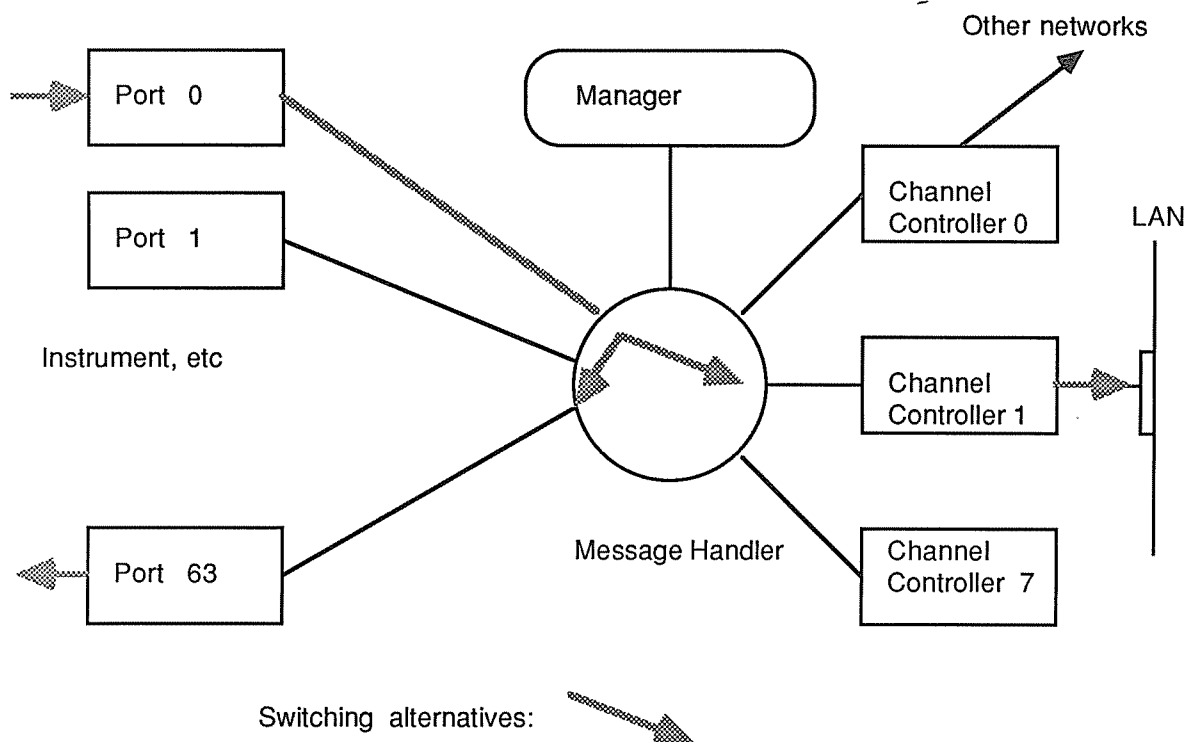 Other networks
Port 0
Manager
Channel
Controller 0
Port 1
LAN
Instrument, etc
Channel
Controller 1
Message Handler
Channel
Controller 7
Port 63
Switching alternatives: